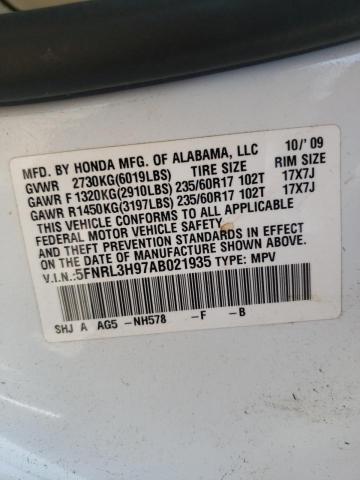 MFD. BY HONDA MFG. OF ALABAMA, LLC 10/'09
GVWR 2730KG(6019LBS) TIRE SIZE RIM SIZE
GAWR F 1320KG(2910LBS) 235/60R17 102T 17X7J
GAWR R1450KG(3197LBS) 235/60R17 102T 17X7J
THIS VEHICLE CONFORMS TO ALL APPLICABLE
FEDERAL MOTOR VEHICLE SAFETY
AND THEFT PREVENTION STANDARDS IN EFFECT
ON THE DATE OF MANUFACTURE SHOWN ABOVE.
V.I.N.:5FNRL3H97AB021935 TYPE: MPV
SHJ A AG5 -NH578 -F -B